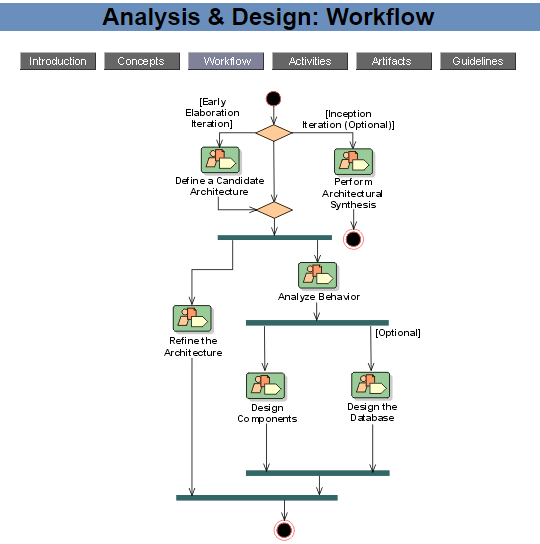 Analysis & Design: Workflow
Introduction
Concepts
Workflow
Activities
Artifacts
Guidelines
[Early
Elaboration
Iteration]
[Inception
Iteration (Optional)]
Define a Candidate
Architecture
Perform
Architectural
Synthesis
Analyze Behavior
Refine the
Architecture
[Optional]
Design
Components
Design the
Database